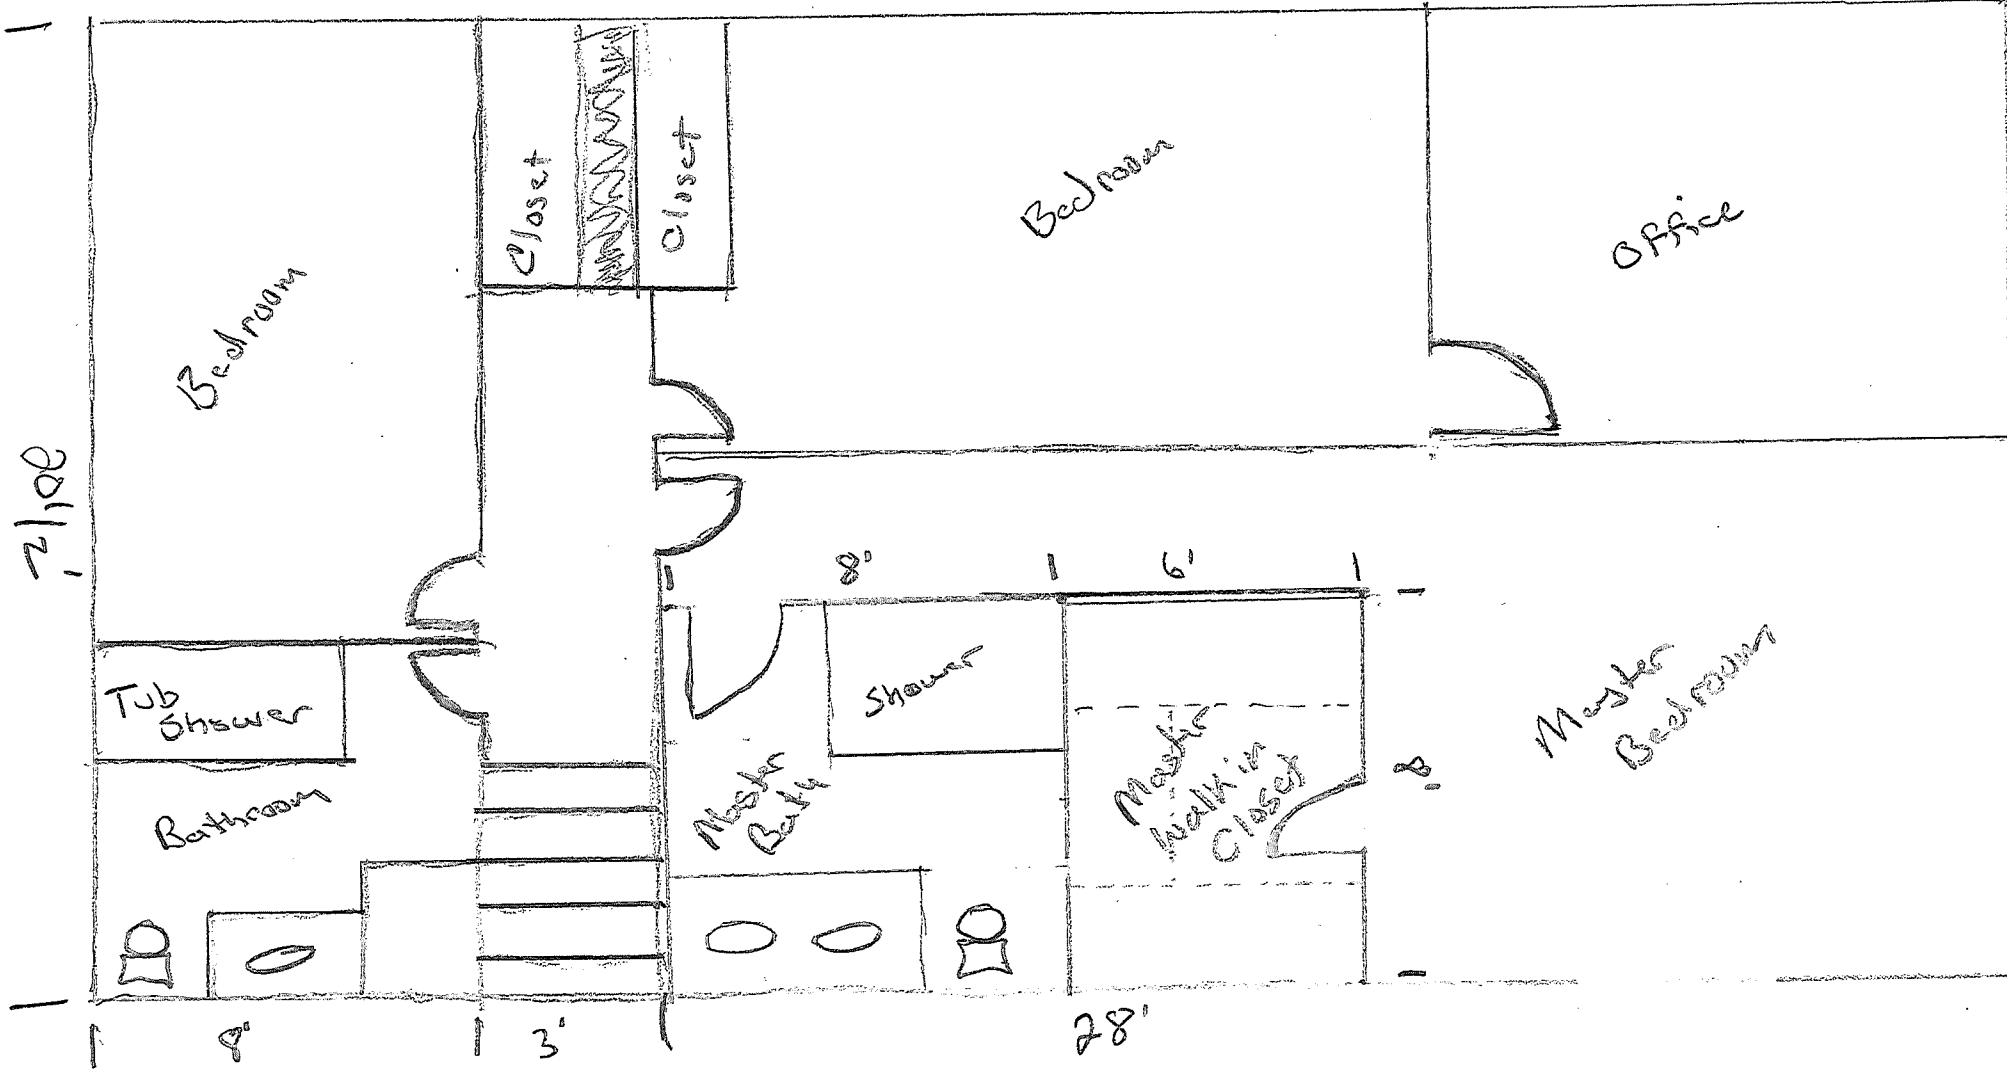 Closet
Closet
Bedroom
Office
Bedroom
8'
6'
Tub
Shower
Shower
Master
Bedroom
Bathroom
Master
Bath
Master
Walk in
Closet
8'
8'
3'
28'